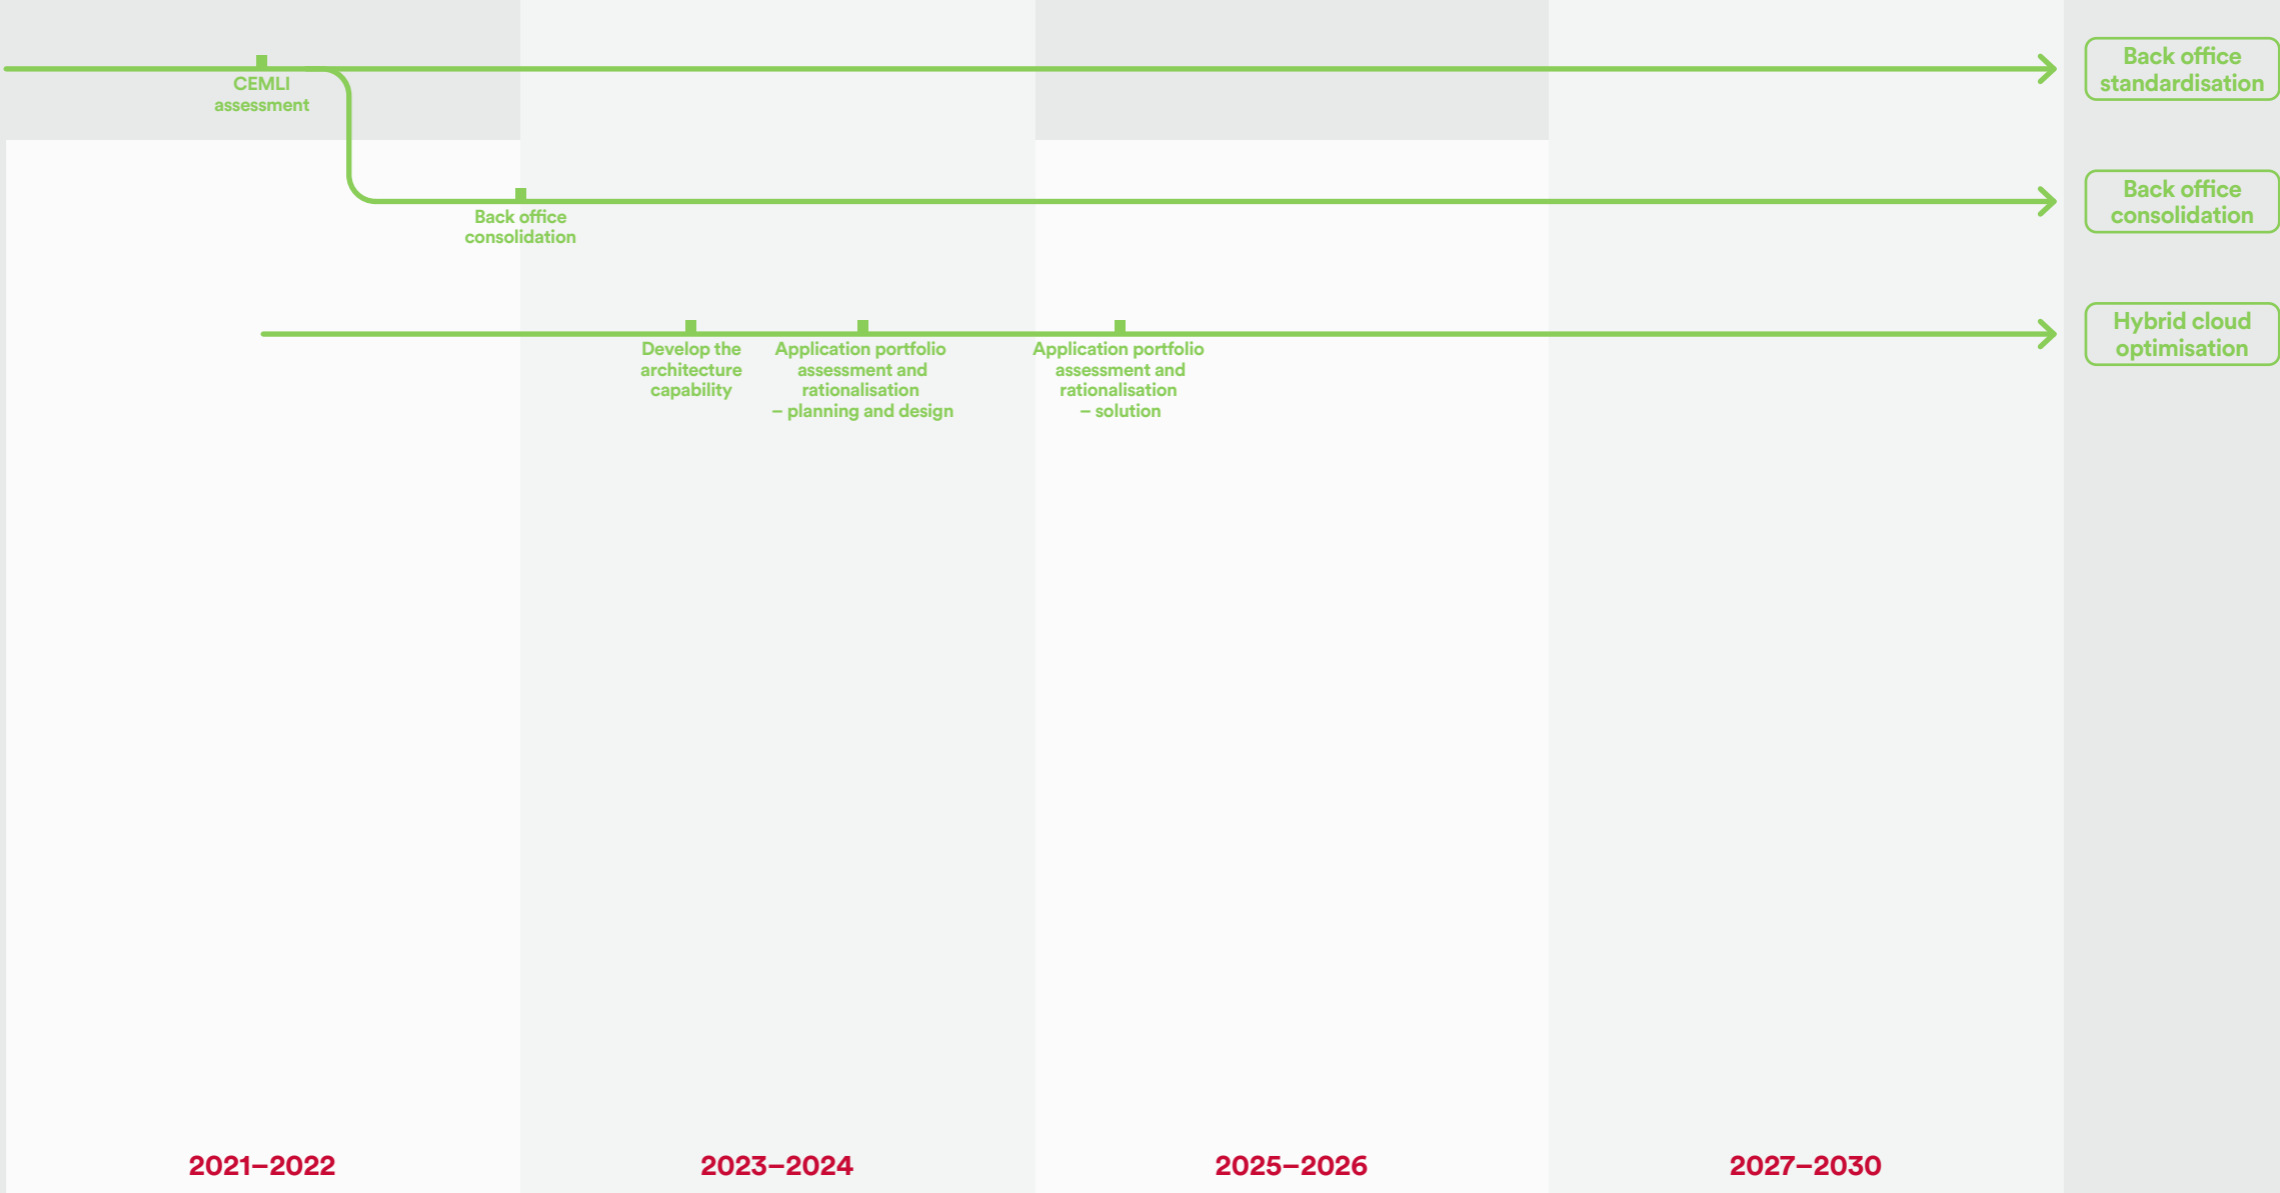 CEMLI
assessment
Back office
standardisation
Back office
consolidation
Back office
consolidation
Develop the
architecture
capability
Application portfolio
assessment and
rationalisation
– planning and design
Application portfolio
assessment and
rationalisation
– solution
Hybrid cloud
optimisation
2021–2022
2023–2024
2025–2026
2027–2030